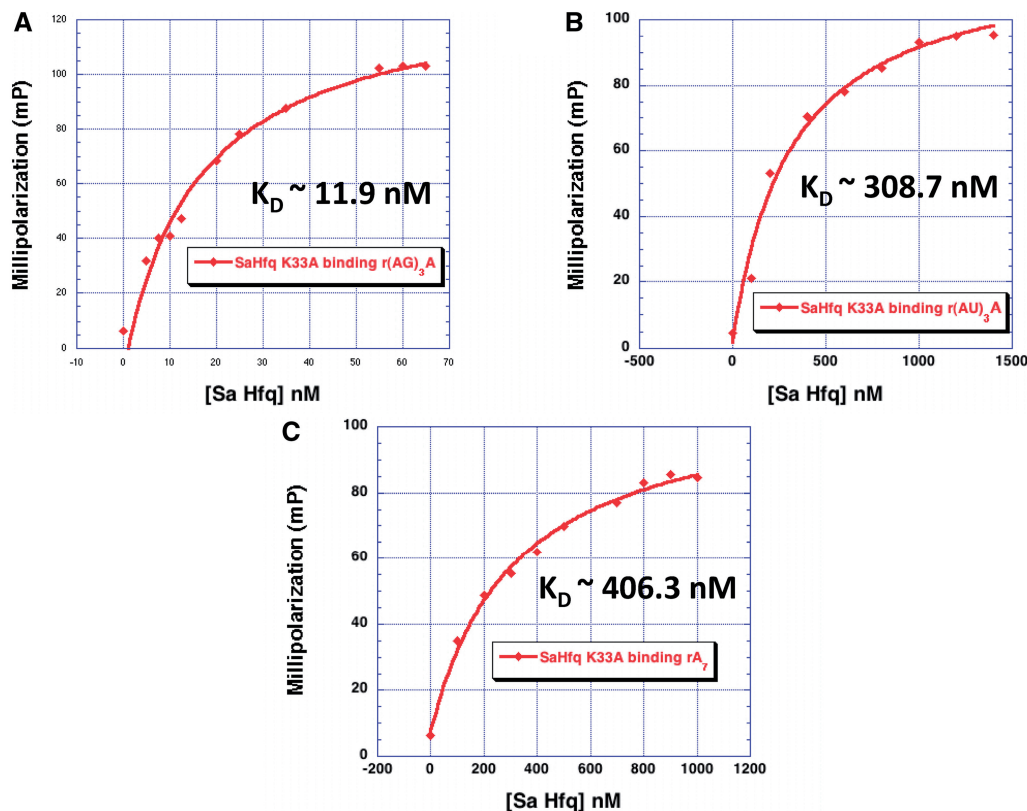 A
Millipolarization (mP)
120
100
80
60
40
20
0
K_D ~ 11.9 nM
SaHfq K33A binding r(AG)₃A
-10 0 10 20 30 40 50 60 70
[Sa Hfq] nM
B
Millipolarization (mP)
100
80
60
40
20
0
K_D ~ 308.7 nM
SaHfq K33A binding r(AU)₃A
-500 0 500 1000 1500
[Sa Hfq] nM
C
Millipolarization (mP)
100
80
60
40
20
0
K_D ~ 406.3 nM
SaHfq K33A binding rA₇
-200 0 200 400 600 800 1000 1200
[Sa Hfq] nM